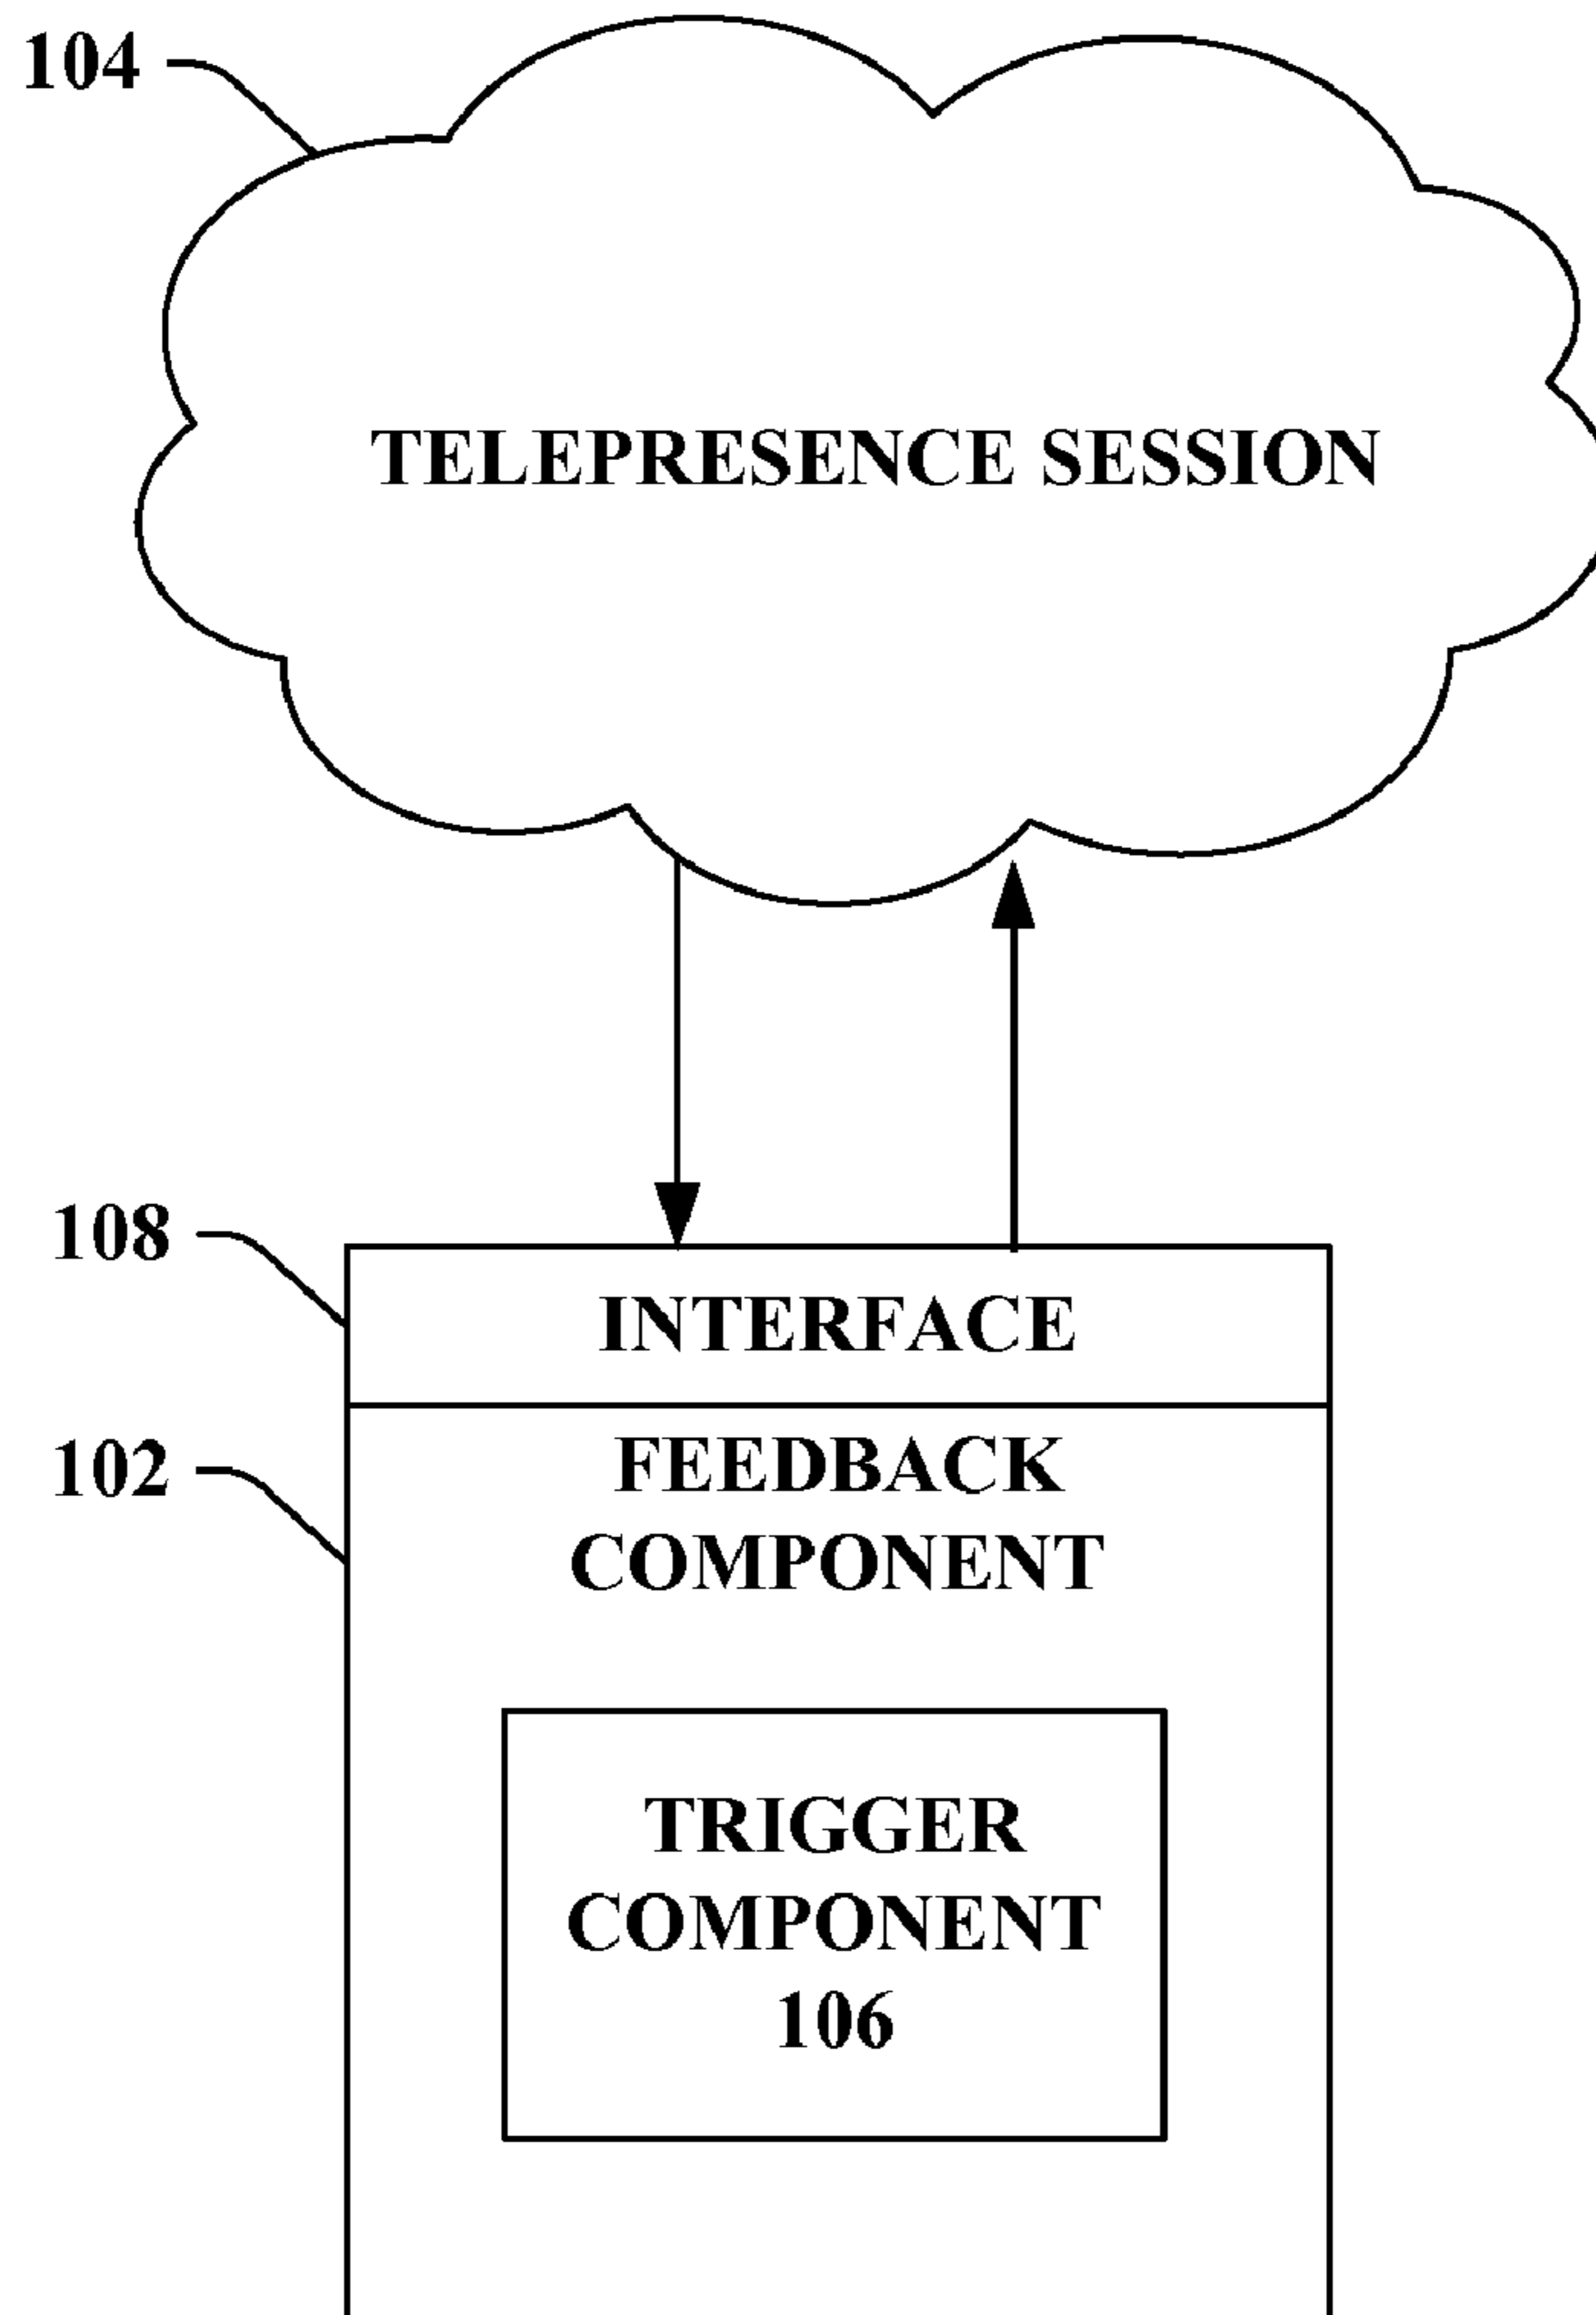 104
TELEPRESENCE SESSION
108
INTERFACE
102
FEEDBACK
COMPONENT
TRIGGER
COMPONENT
106